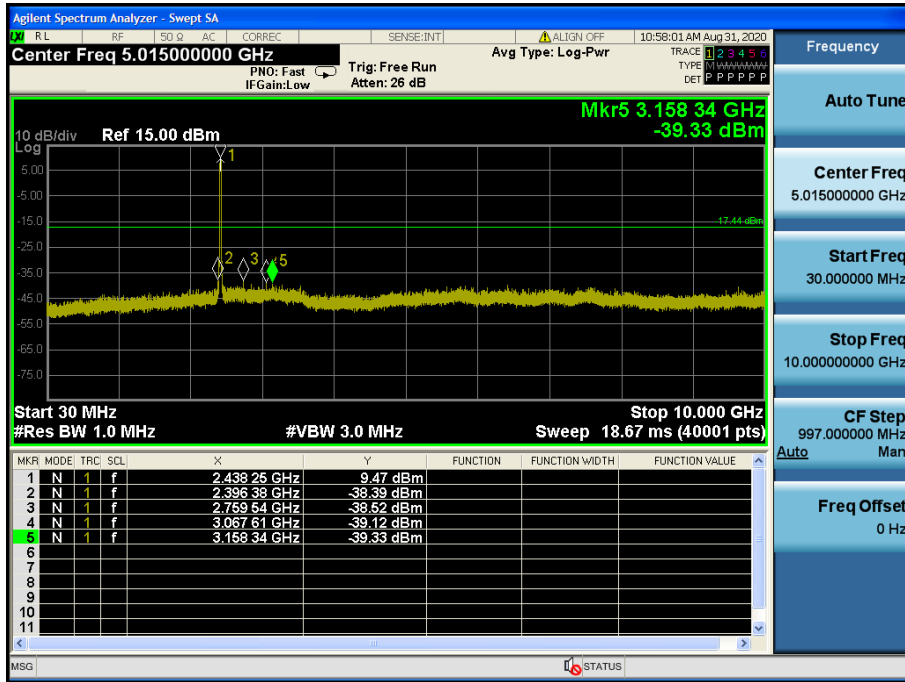 Agilent Spectrum Analyzer - Swept SA
LXI RL RF 50 Ω AC CORREC SENSE:INT ALIGN OFF 10:58:01 AM Aug 31, 2020
Center Freq 5.015000000 GHz
PNO: Fast
IFGain:Low
Trig: Free Run
Atten: 26 dB
Avg Type: Log-Pwr
TRACE 1 2 3 4 5 6
TYPE M WWWWW
DET P P P P P P
Mkr5 3.158 34 GHz
-39.33 dBm
10 dB/div Ref 15.00 dBm
Log
5.00
-5.00
-15.0
-25.0
-35.0
-45.0
-55.0
-65.0
-75.0
1
2
3
5
-17.44 dBm
Start 30 MHz Stop 10.000 GHz
#Res BW 1.0 MHz #VBW 3.0 MHz Sweep 18.67 ms (40001 pts)
MKR MODE TRC SCL X Y FUNCTION FUNCTION WIDTH FUNCTION VALUE
1 N 1 f 2.438 25 GHz 9.47 dBm
2 N 1 f 2.396 38 GHz -38.39 dBm
3 N 1 f 2.759 54 GHz -38.52 dBm
4 N 1 f 3.067 61 GHz -39.12 dBm
5 N 1 f 3.158 34 GHz -39.33 dBm
6
7
8
9
10
11
MSG STATUS
Frequency
Auto Tune
Center Freq
5.015000000 GHz
Start Freq
30.000000 MHz
Stop Freq
10.000000000 GHz
CF Step
997.000000 MHz
Auto Man
Freq Offset
0 Hz